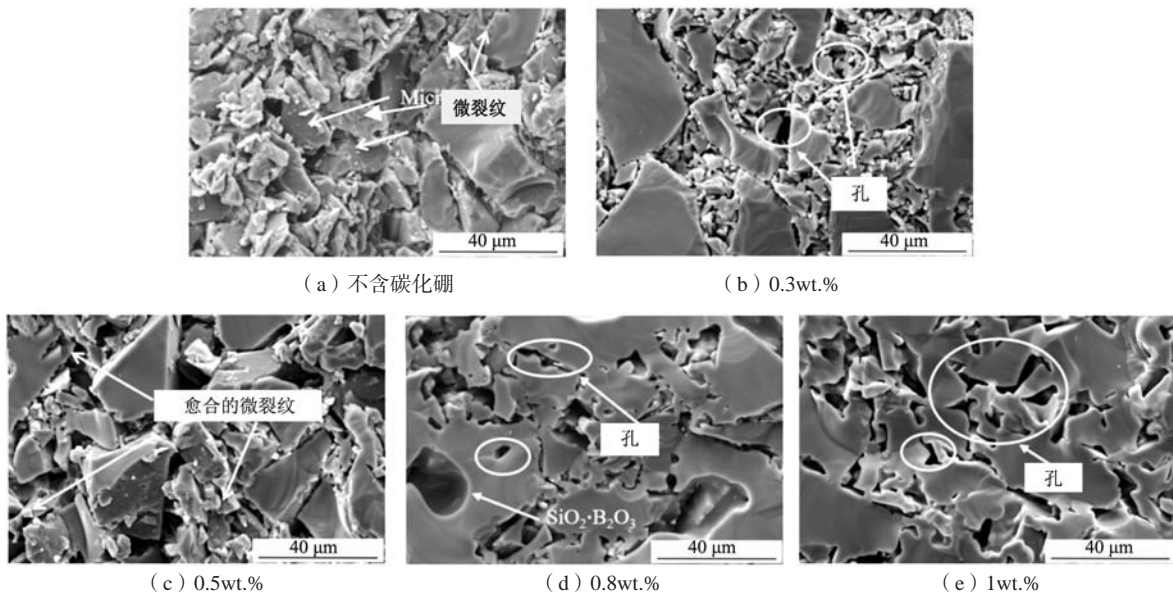 Mic
微裂纹
40 μm
孔
40 μm
（a）不含碳化硼
（b）0.3wt.%
愈合的微裂纹
40 μm
孔
SiO₂·B₂O₃
40 μm
孔
40 μm
（c）0.5wt.%
（d）0.8wt.%
（e）1wt.%